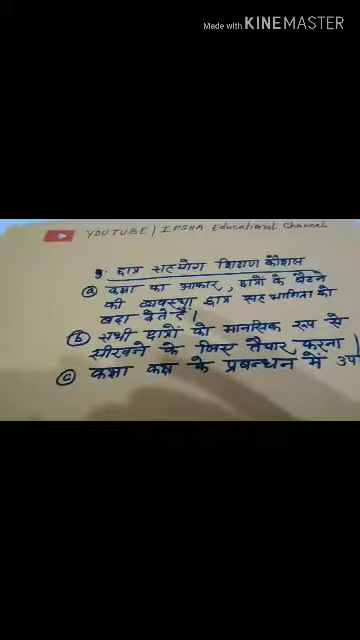 Made with KINEMASTER
YOUTUBE / IPSHA Educational Channel
9. छात्र सहयोग शिक्षण कौशल
(a) कक्षा का आकार, छात्रों के बैठने
की व्यवस्था छात्र सहभागिता को
बढ़ा देते हैं।
(b) सभी छात्रों को मानसिक रूप से
सीखने के लिए तैयार करना।
(c) कक्षा कक्ष के प्रबन्धन में उप